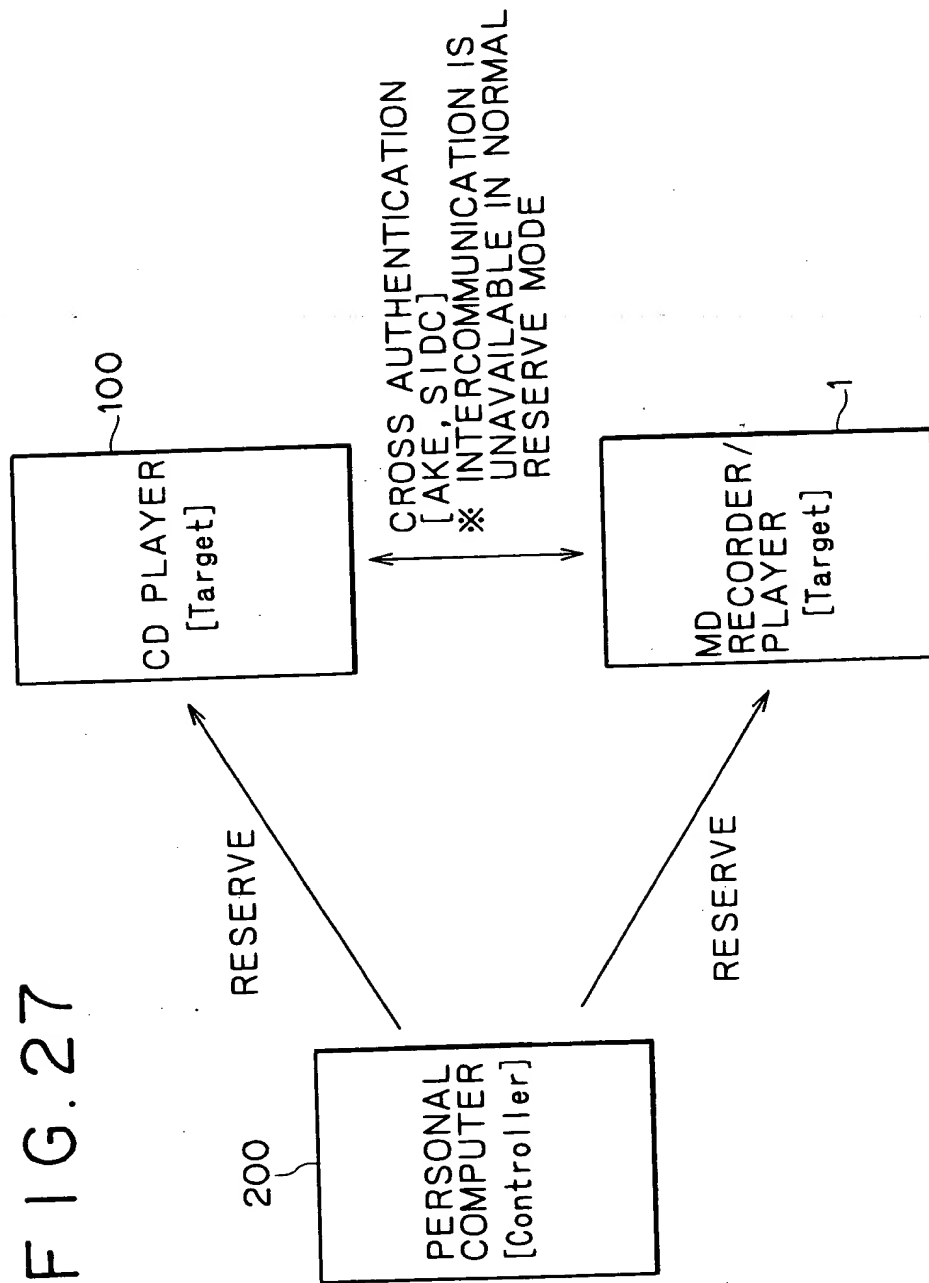 FIG.27
200
PERSONAL
COMPUTER
[Controller]
RESERVE
RESERVE
100
CD PLAYER
[Target]
CROSS AUTHENTICATION
[AKE,SIDC]
※ INTERCOMMUNICATION IS
UNAVAILABLE IN NORMAL
RESERVE MODE
1
MD
RECORDER/
PLAYER
[Target]